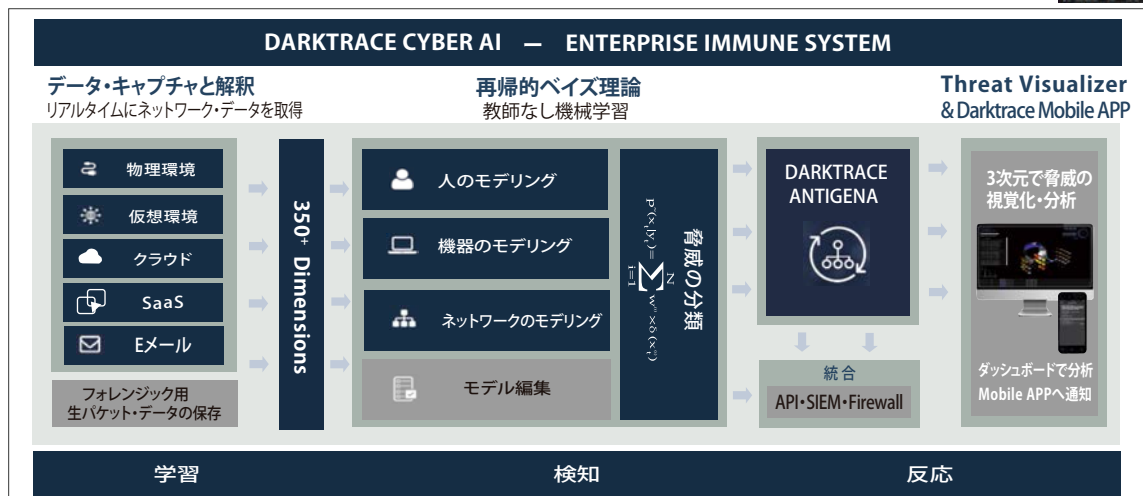 DARKTRACE CYBER AI － ENTERPRISE IMMUNE SYSTEM
データ・キャプチャと解釈
リアルタイムにネットワーク・データを取得
再帰的ベイズ理論
教師なし機械学習
Threat Visualizer
& Darktrace Mobile APP
物理環境
仮想環境
クラウド
SaaS
Eメール
フォレンジック用
生パケット・データの保存
350+ Dimensions
人のモデリング
機器のモデリング
ネットワークのモデリング
モデル編集
脅威の分類
DARKTRACE
ANTIGENA
統合
API・SIEM・Firewall
3次元で脅威の
視覚化・分析
ダッシュボードで分析
Mobile APPへ通知
学習
検知
反応